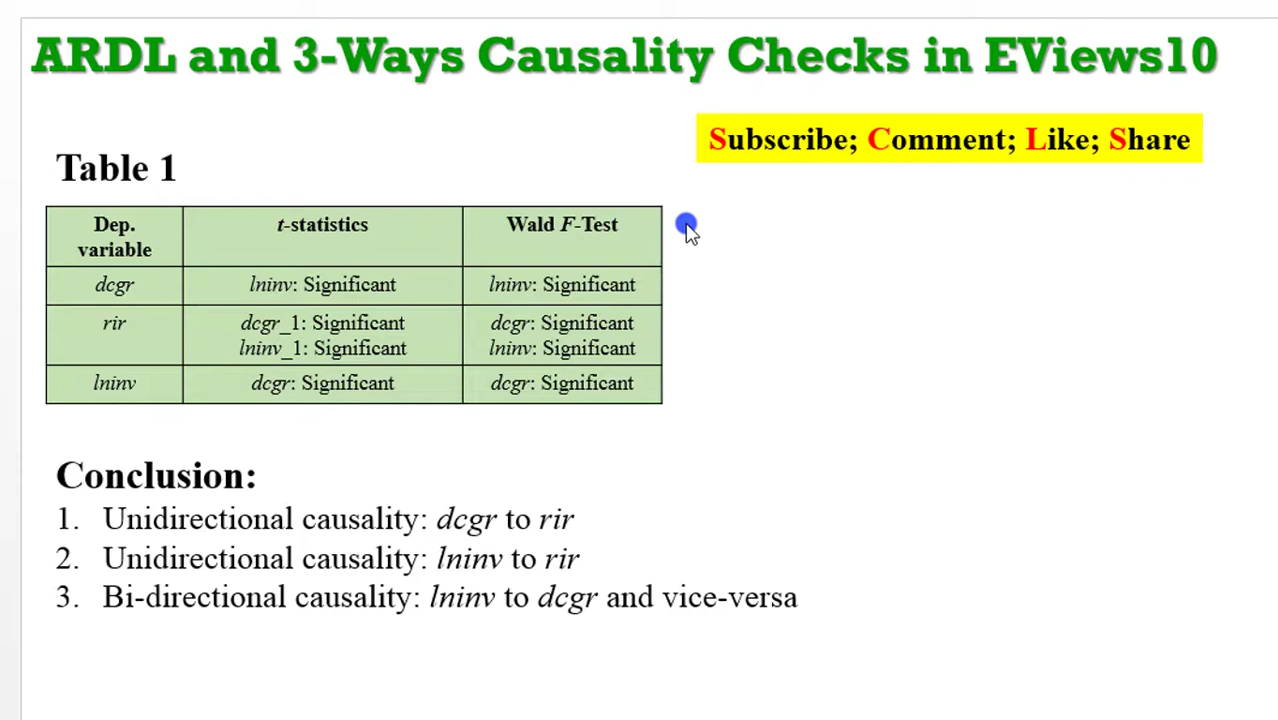 ARDL and 3-Ways Causality Checks in EViews10
Subscribe; Comment; Like; Share
Table 1
Dep. variable t-statistics Wald F-Test
dcgr lninv: Significant lninv: Significant
rir dcgr_1: Significant dcgr: Significant
lninv_1: Significant lninv: Significant
lninv dcgr: Significant dcgr: Significant
Conclusion:
1. Unidirectional causality: dcgr to rir
2. Unidirectional causality: lninv to rir
3. Bi-directional causality: lninv to dcgr and vice-versa